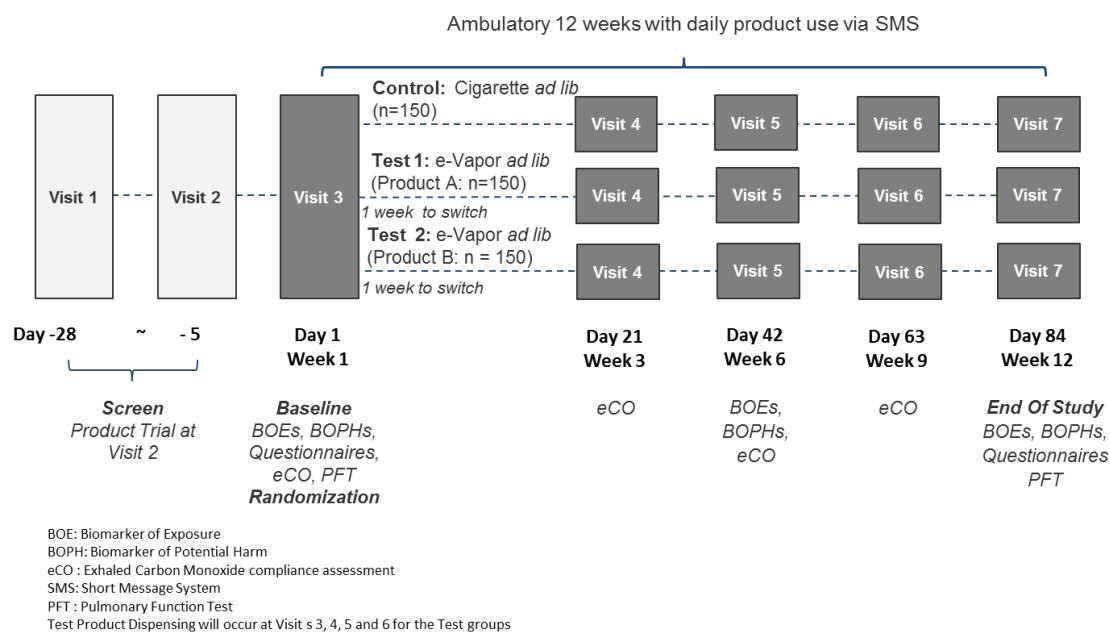 Ambulatory 12 weeks with daily product use via SMS
Control: Cigarette ad lib
(n=150)
Visit 4
Visit 5
Visit 6
Visit 7
Visit 1
Visit 2
Visit 3
Test 1: e-Vapor ad lib
(Product A: n=150)
Visit 4
Visit 5
Visit 6
Visit 7
1 week to switch
Test 2: e-Vapor ad lib
(Product B: n = 150)
Visit 4
Visit 5
Visit 6
Visit 7
1 week to switch
Day -28 ~ - 5
Day 1
Week 1
Day 21
Week 3
Day 42
Week 6
Day 63
Week 9
Day 84
Week 12
Screen
Product Trial at
Visit 2
Baseline
BOEs, BOPHs,
Questionnaires,
eCO, PFT
Randomization
eCO
BOEs,
BOPHs,
eCO
eCO
End Of Study
BOEs, BOPHs,
Questionnaires
PFT
BOE: Biomarker of Exposure
BOPH: Biomarker of Potential Harm
eCO : Exhaled Carbon Monoxide compliance assessment
SMS: Short Message System
PFT : Pulmonary Function Test
Test Product Dispensing will occur at Visit s 3, 4, 5 and 6 for the Test groups